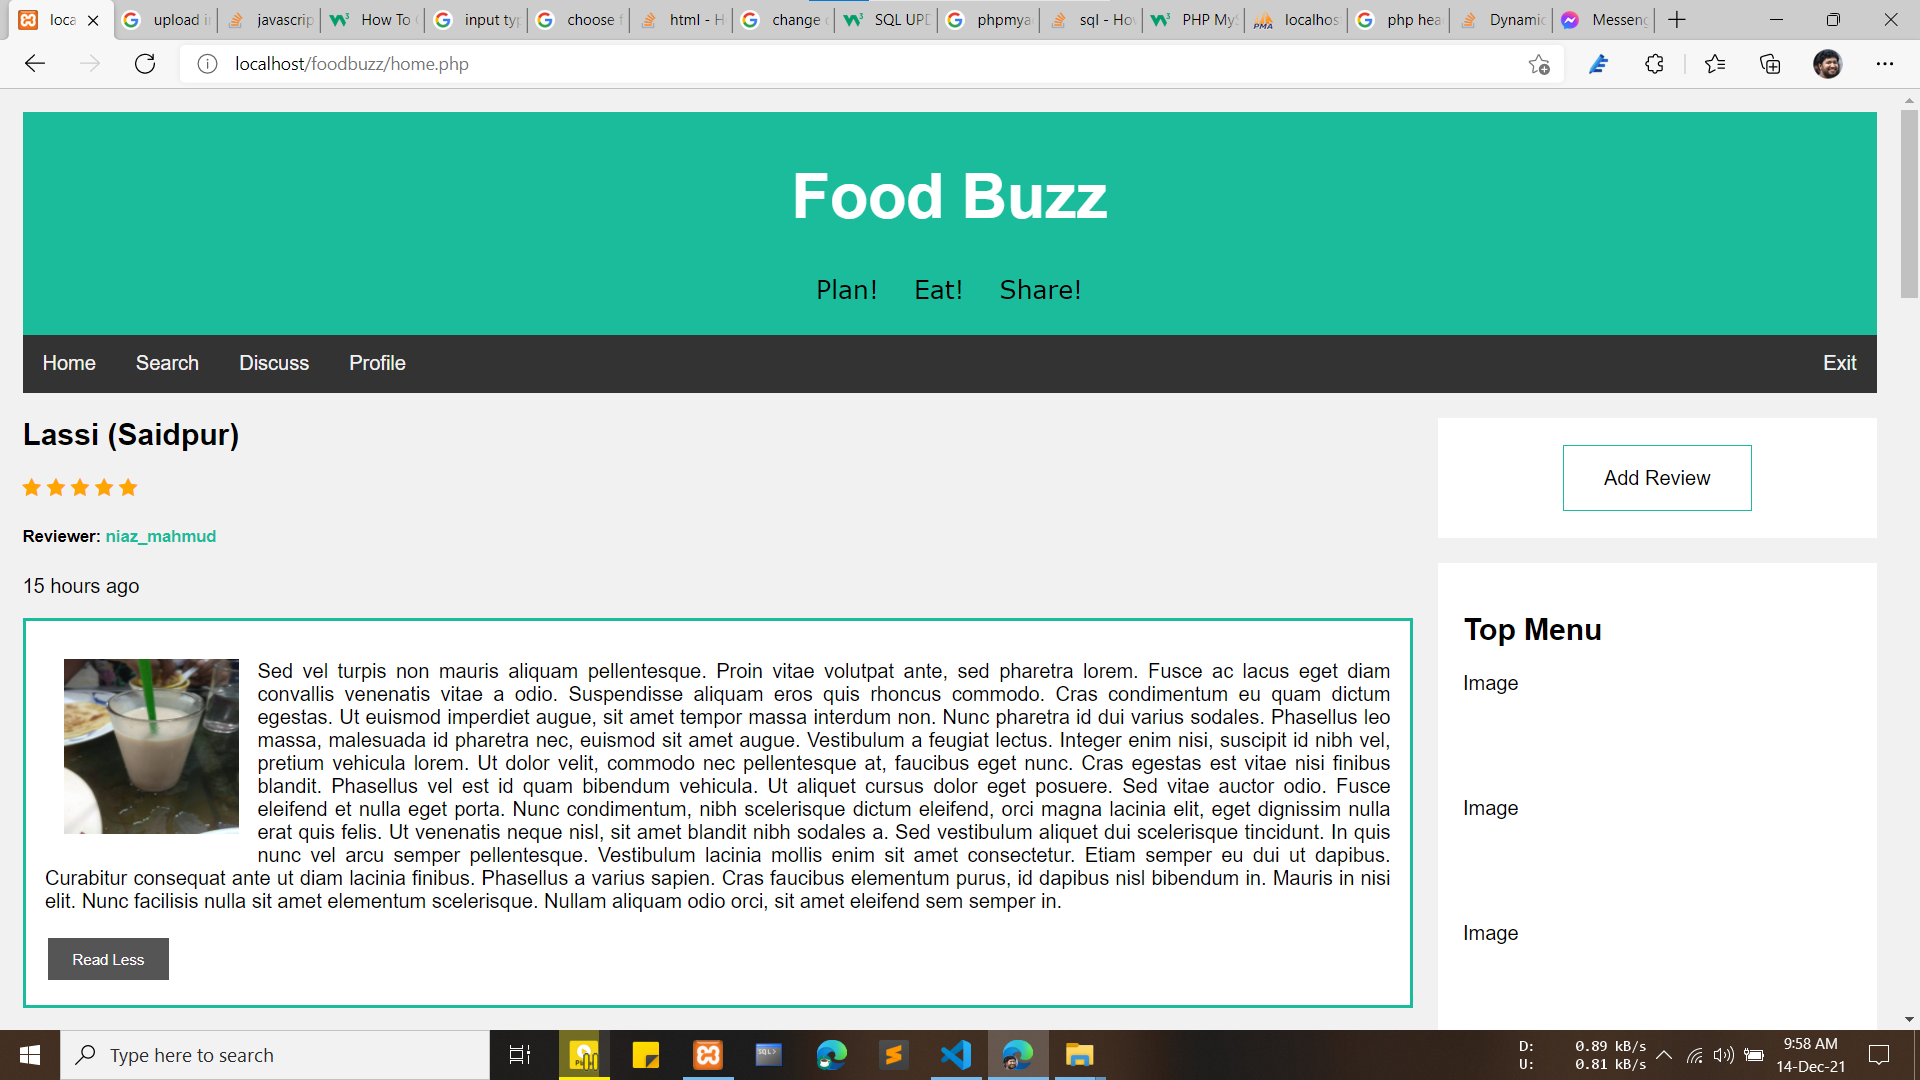 loca
upload i
javascrip
How To
input typ
choose f
html - H
change
SQL UPD
phpmya
sql - Ho
PHP MyS
localhos
php hea
Dynamic
Messeng
localhost/foodbuzz/home.php
Food Buzz
Plan! Eat! Share!
Home Search Discuss Profile Exit
Lassi (Saidpur)
Reviewer: niaz_mahmud
15 hours ago
Sed vel turpis non mauris aliquam pellentesque. Proin vitae volutpat ante, sed pharetra lorem. Fusce ac lacus eget diam
convallis venenatis vitae a odio. Suspendisse aliquam eros quis rhoncus commodo. Cras condimentum eu quam dictum
egestas. Ut euismod imperdiet augue, sit amet tempor massa interdum non. Nunc pharetra id dui varius sodales. Phasellus leo
massa, malesuada id pharetra nec, euismod sit amet augue. Vestibulum a feugiat lectus. Integer enim nisi, suscipit id nibh vel,
pretium vehicula lorem. Ut dolor velit, commodo nec pellentesque at, faucibus eget nunc. Cras egestas est vitae nisi finibus
blandit. Phasellus vel est id quam bibendum vehicula. Ut aliquet cursus dolor eget posuere. Sed vitae auctor odio. Fusce
eleifend et nulla eget porta. Nunc condimentum, nibh scelerisque dictum eleifend, orci magna lacinia elit, eget dignissim nulla
erat quis felis. Ut venenatis neque nisl, sit amet blandit nibh sodales a. Sed vestibulum aliquet dui scelerisque tincidunt. In quis
nunc vel arcu semper pellentesque. Vestibulum lacinia mollis enim sit amet consectetur. Etiam semper eu dui ut dapibus.
Curabitur consequat ante ut diam lacinia finibus. Phasellus a varius sapien. Cras faucibus elementum purus, id dapibus nisl bibendum in. Mauris in nisi
elit. Nunc facilisis nulla sit amet elementum scelerisque. Nullam aliquam odio orci, sit amet eleifend sem semper in.
Read Less
Add Review
Top Menu
Image
Image
Image
Type here to search
D: 0.89 kB/s
U: 0.81 kB/s
9:58 AM
14-Dec-21